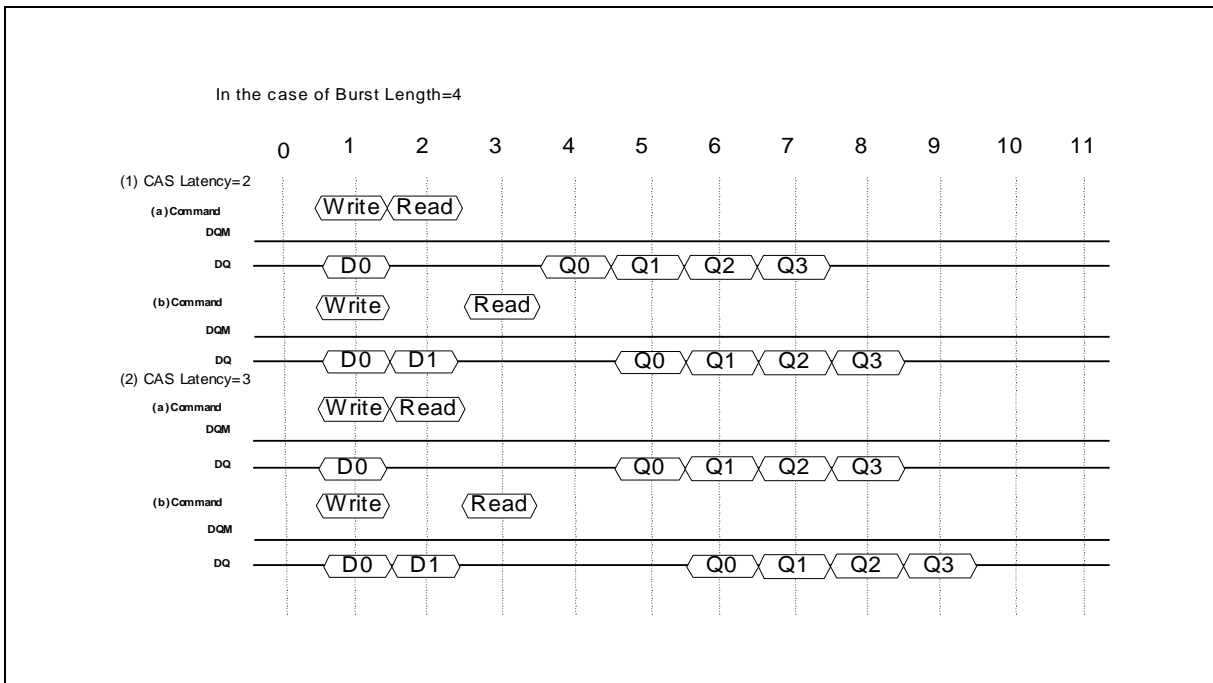 In the case of Burst Length=4
0 1 2 3 4 5 6 7 8 9 10 11
(1) CAS Latency=2
(a)Command Write Read
DQM
DQ D0 Q0 Q1 Q2 Q3
(b)Command Write Read
DQM
DQ D0 D1 Q0 Q1 Q2 Q3
(2) CAS Latency=3
(a)Command Write Read
DQM
DQ D0 Q0 Q1 Q2 Q3
(b)Command Write Read
DQM
DQ D0 D1 Q0 Q1 Q2 Q3